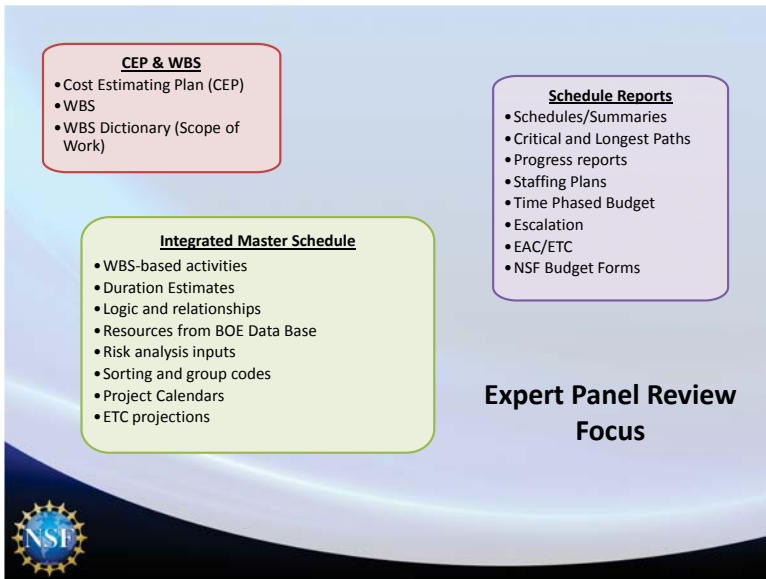 CEP & WBS
•Cost Estimating Plan (CEP)
•WBS
•WBS Dictionary (Scope of
Work)
Schedule Reports
•Schedules/Summaries
•Critical and Longest Paths
•Progress reports
•Staffing Plans
•Time Phased Budget
•Escalation
•EAC/ETC
•NSF Budget Forms
Integrated Master Schedule
•WBS-based activities
•Duration Estimates
•Logic and relationships
•Resources from BOE Data Base
•Risk analysis inputs
•Sorting and group codes
•Project Calendars
•ETC projections
Expert Panel Review
Focus
NSF